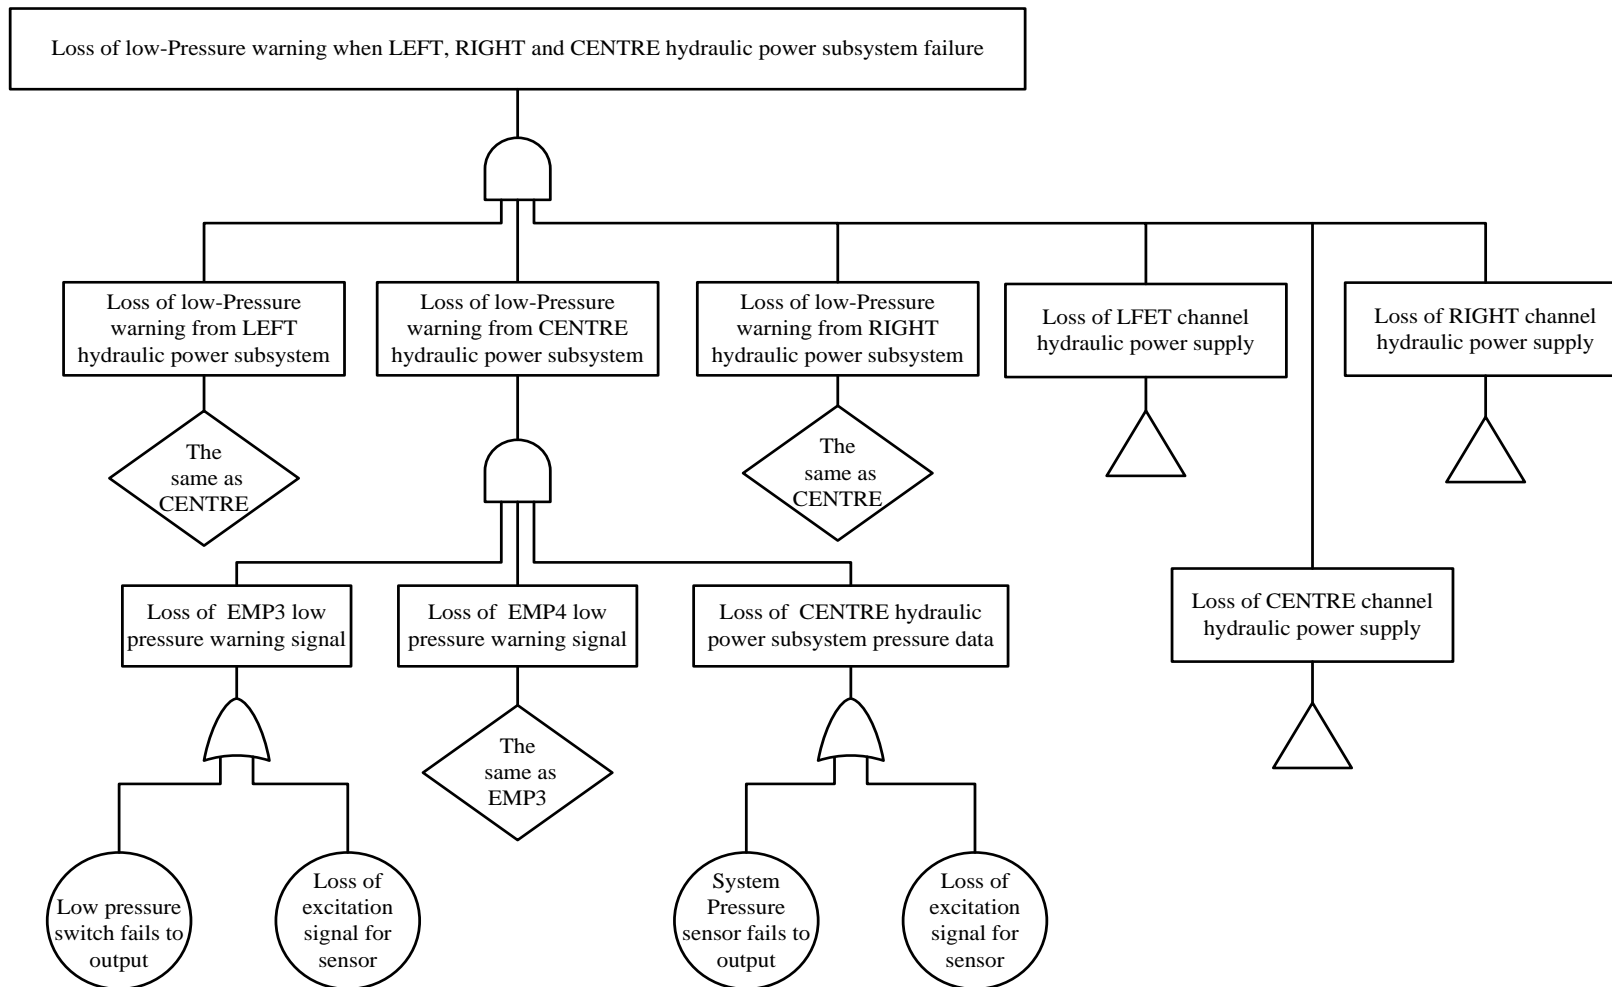 Loss of low-Pressure warning when LEFT, RIGHT and CENTRE hydraulic power subsystem failure
Loss of low-Pressure
warning from LEFT
hydraulic power subsystem
Loss of low-Pressure
warning from CENTRE
hydraulic power subsystem
Loss of low-Pressure
warning from RIGHT
hydraulic power subsystem
Loss of LFET channel
hydraulic power supply
Loss of RIGHT channel
hydraulic power supply
The
same as
CENTRE
The
same as
CENTRE
Loss of EMP3 low
pressure warning signal
Loss of EMP4 low
pressure warning signal
Loss of CENTRE hydraulic
power subsystem pressure data
Loss of CENTRE channel
hydraulic power supply
The
same as
EMP3
Low pressure
switch fails to
output
Loss of
excitation
signal for
sensor
System
Pressure
sensor fails to
output
Loss of
excitation
signal for
sensor